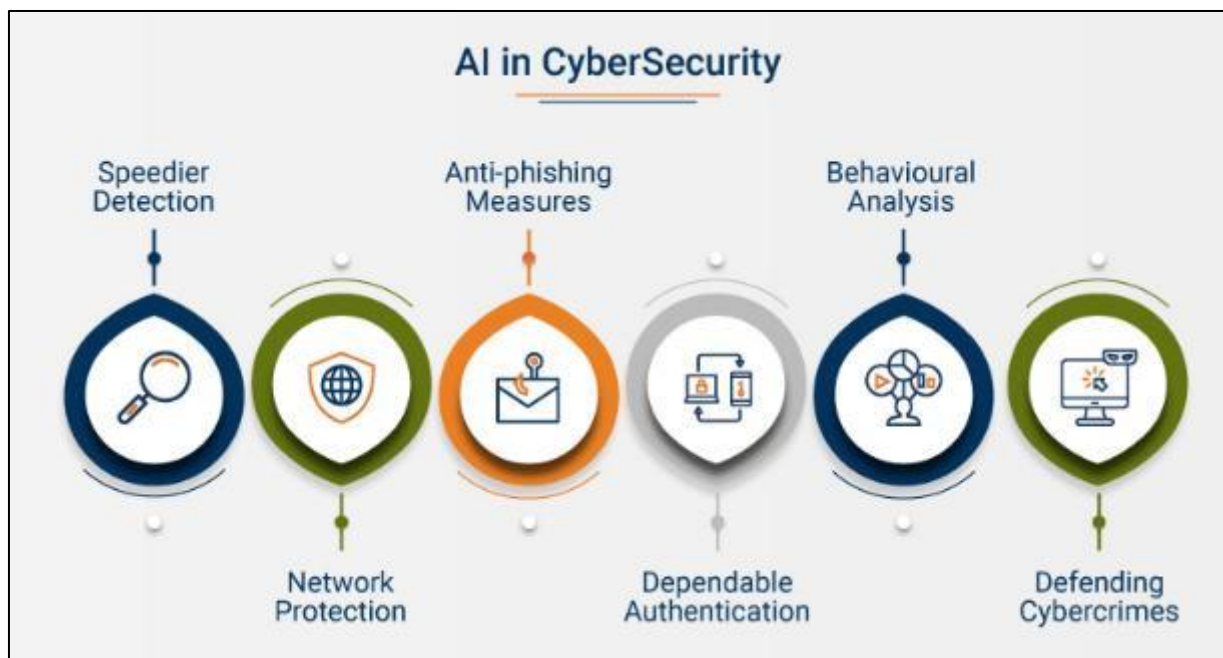 AI in CyberSecurity
Speedier
Detection
Anti-phishing
Measures
Behavioural
Analysis
Network
Protection
Dependable
Authentication
Defending
Cybercrimes